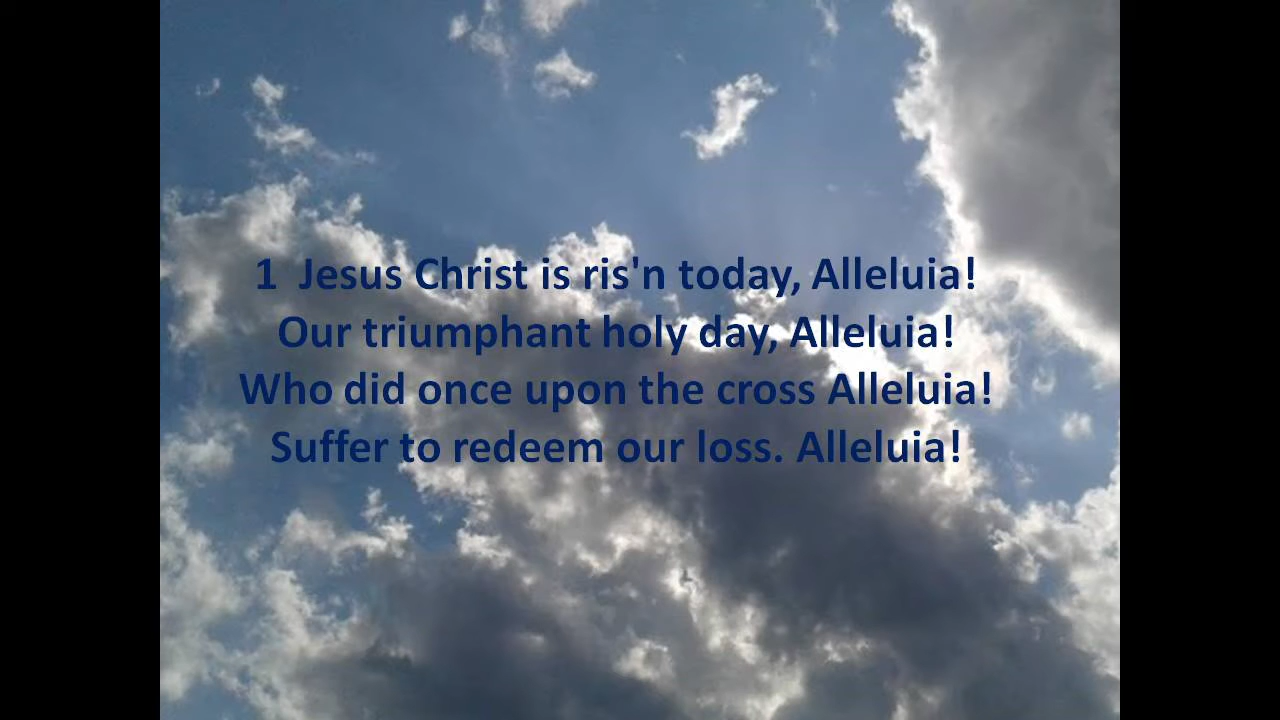 1  Jesus Christ is ris'n today, Alleluia!
Our triumphant holy day, Alleluia!
Who did once upon the cross Alleluia!
Suffer to redeem our loss. Alleluia!